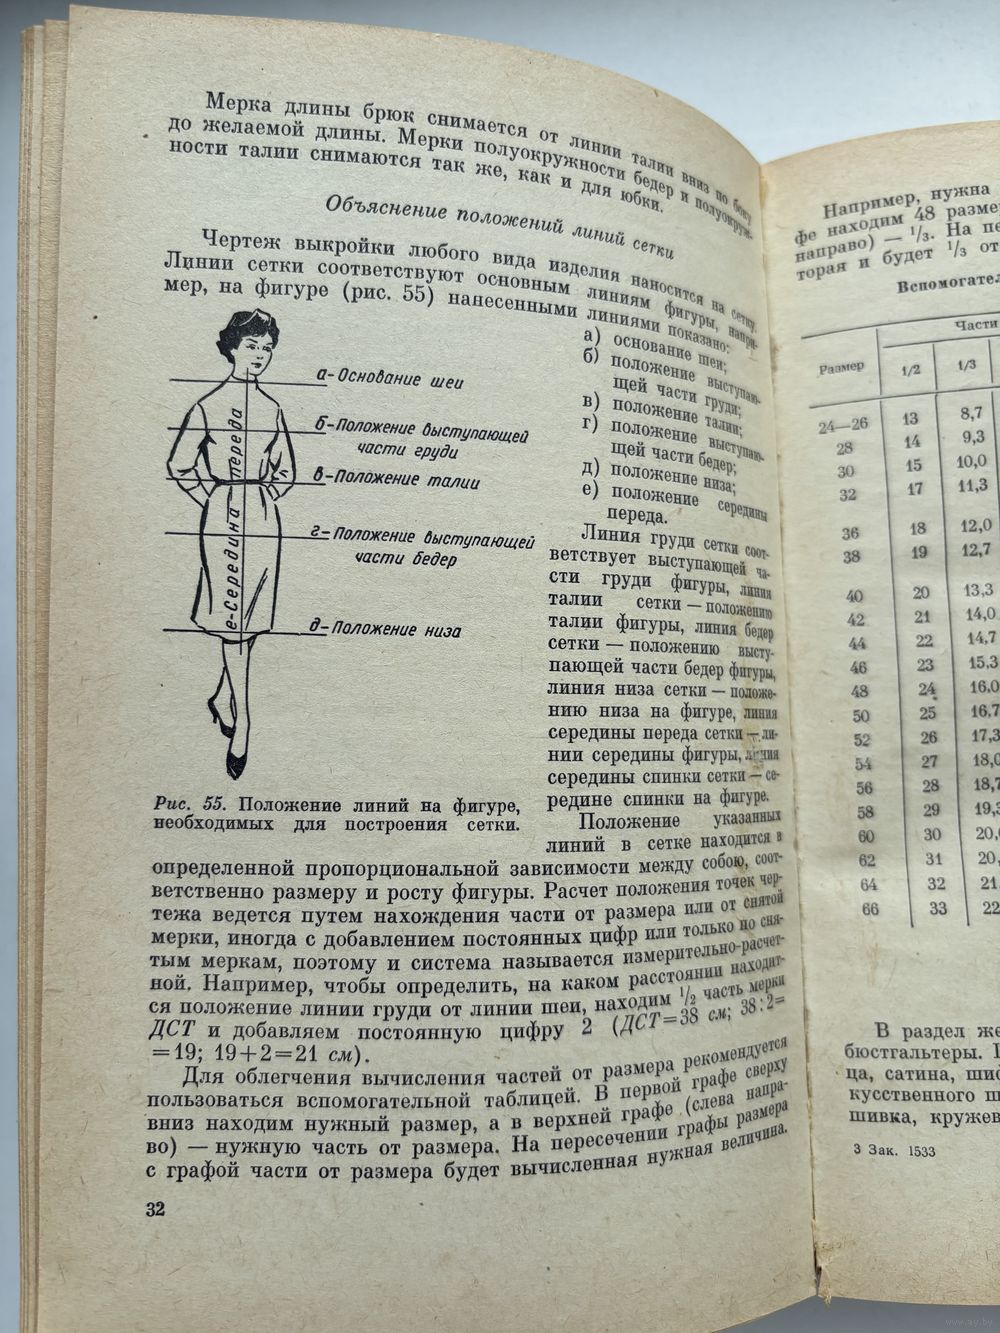 Мерка длины брюк снимается от линии талии вниз по боку
до желаемой длины. Мерки полуокружности бедер и полуокруж-
ности талии снимаются так же, как и для юбки.
Объяснение положений линий сетки
Чертеж выкройки любого вида изделия наносится на сетку.
Линии сетки соответствуют основным линиям фигуры, напри-
мер, на фигуре (рис. 55) нанесенными линиями показано:
а) основание шеи;
б) положение выступаю-
щей части груди;
в) положение талии;
г) положение выступаю-
щей части бедер;
д) положение низа;
е) положение середины
переда.
а-Основание шеи
б-Положение выступающей
части груди
в-Положение талии
г-Положение выступающей
части бедер
д-Положение низа
е-Середина переда
Рис. 55. Положение линий на фигуре,
необходимых для построения сетки.
Линия груди сетки соот-
ветствует выступающей ча-
сти груди фигуры, линия
талии сетки — положению
талии фигуры, линия бедер
сетки — положению высту-
пающей части бедер фигуры,
линия низа сетки — положе-
нию низа на фигуре, линия
середины переда сетки — ли-
нии середины фигуры, линия
середины спинки сетки — се-
редине спинки на фигуре.
Положение указанных
линий в сетке находится в
определенной пропорциональной зависимости между собою, соот-
ветственно размеру и росту фигуры. Расчет положения точек чер-
тежа ведется путем нахождения части от размера или от снятой
мерки, иногда с добавлением постоянных цифр или только по сня-
тым меркам, поэтому и система называется измерительно-расчет-
ной. Например, чтобы определить, на каком расстоянии находит-
ся положение линии груди от линии шеи, находим 1/2 часть мерки
ДСТ и добавляем постоянную цифру 2 (ДСТ=38 см; 38:2=
=19; 19+2=21 см).
Для облегчения вычисления частей от размера рекомендуется
пользоваться вспомогательной таблицей. В первой графе сверху
вниз находим нужный размер, а в верхней графе (слева напра-
во) — нужную часть от размера. На пересечении графы размера
с графой части от размера будет вычисленная нужная величина.
32
Например, нужна
фе находим 48 разме
направо) — 1/3. На пе
торая и будет 1/3 от
Вспомогател
Размер Части
1/2 1/3
24—26 13 8,7
28 14 9,3
30 15 10,0
32 17 11,3
36 18 12,0
38 19 12,7
40 20 13,3
42 21 14,0
44 22 14,7
46 23 15,3
48 24 16,0
50 25 16,7
52 26 17,3
54 27 18,0
56 28 18,7
58 29 19,3
60 30 20,0
62 31 20,
64 32 21
66 33 22
В раздел же
бюстгальтеры.
ца, сатина, шиф
кусственного ш
шивка, кружев
3 Зак. 1533
www.ay.by